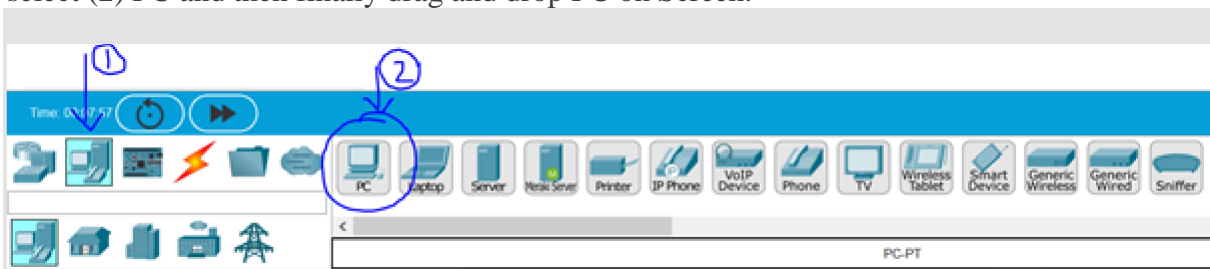 select (2) PC and then finally drag and drop PC on Screen.
1
2
Time: 00:07:57
PC
Laptop
Server
Meraki Server
Printer
IP Phone
VoIP
Device
Phone
TV
Wireless
Tablet
Smart
Device
Generic
Wireless
Generic
Wired
Sniffer
<
PC-PT